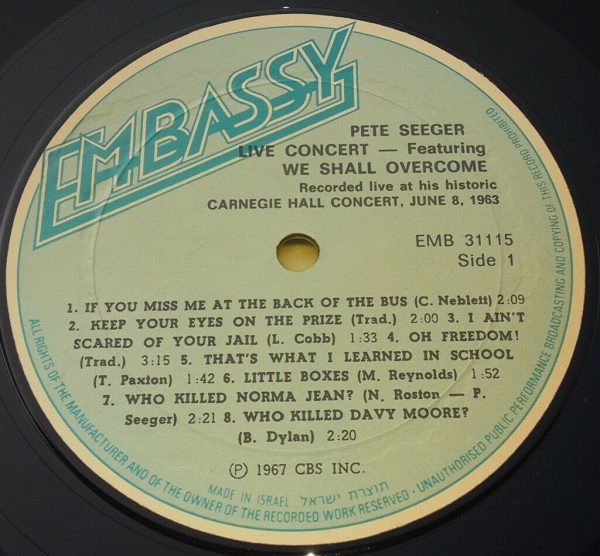 EMBASSY
PETE SEEGER
LIVE CONCERT — Featuring
WE SHALL OVERCOME
Recorded live at his historic
CARNEGIE HALL CONCERT, JUNE 8, 1963
EMB 31115
Side 1
1. IF YOU MISS ME AT THE BACK OF THE BUS (C. Neblett) 2:09
2. KEEP YOUR EYES ON THE PRIZE (Trad.) 2:00 3. I AIN'T
SCARED OF YOUR JAIL (L. Cobb) 1:33 4. OH FREEDOM!
(Trad.) 3:15 5. THAT'S WHAT I LEARNED IN SCHOOL
(T. Paxton) 1:42 6. LITTLE BOXES (M. Reynolds) 1:52
7. WHO KILLED NORMA JEAN? (N. Roston — P.
Seeger) 2:21 8. WHO KILLED DAVY MOORE?
(B. Dylan) 2:20
Ⓟ 1967 CBS INC.
MADE IN ISRAEL תוצרת ישראל
ALL RIGHTS OF THE MANUFACTURER AND OF THE OWNER OF THE RECORDED WORK RESERVED - UNAUTHORISED PUBLIC PERFORMANCE BROADCASTING AND COPYING OF THIS RECORD PROHIBITED